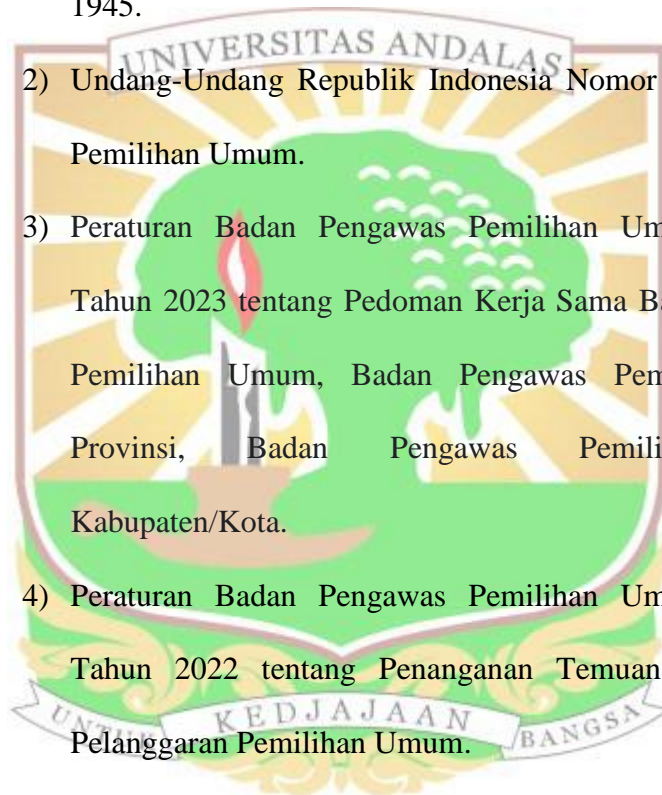 1945.
UNIVERSITAS ANDALAS
2) Undang-Undang Republik Indonesia Nomor
Pemilihan Umum.
3) Peraturan Badan Pengawas Pemilihan Um
Tahun 2023 tentang Pedoman Kerja Sama Ba
Pemilihan Umum, Badan Pengawas Pem
Provinsi, Badan Pengawas Pemili
Kabupaten/Kota.
4) Peraturan Badan Pengawas Pemilihan Um
Tahun 2022 tentang Penanganan Temuan
UNTUK KEDJAJAAN BANGSA
Pelanggaran Pemilihan Umum.